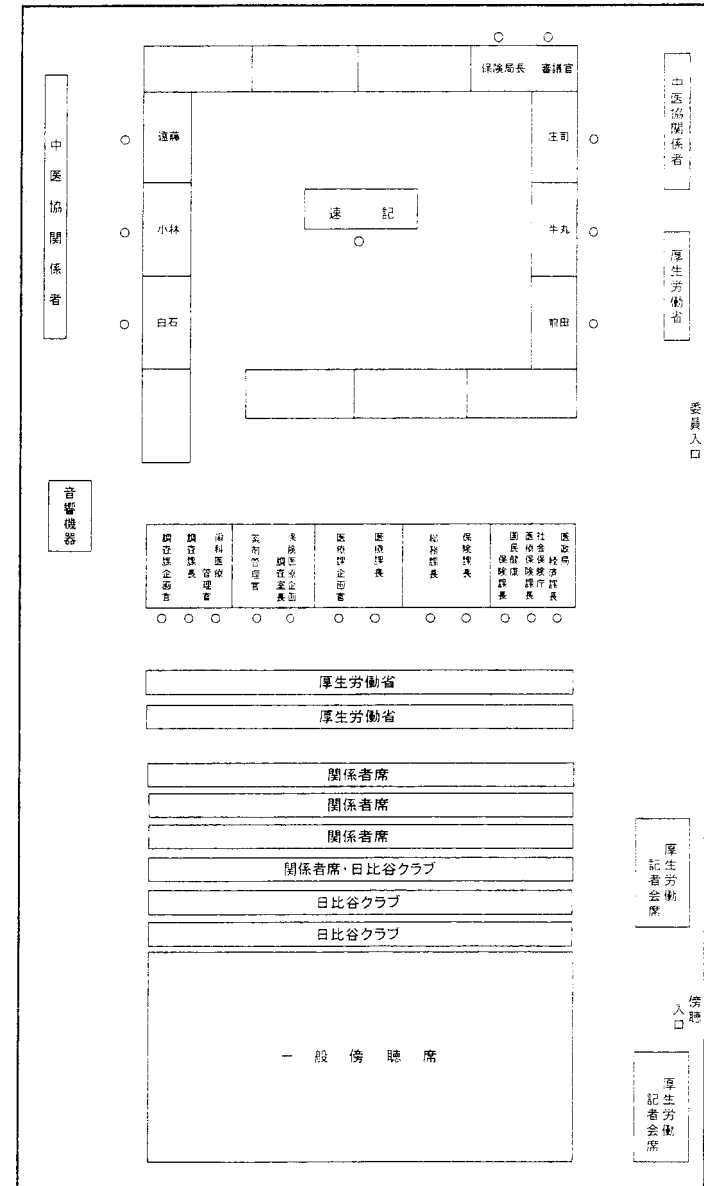 保険局長 審議官
中医協関係者
遠藤
庄司
中医協関係者
速 記
小林
牛丸
厚生労働省
白石
前田
委員入口
音響機器
調査課企画官
調査課長
歯科医療管理官
薬剤管理官
保険医療企画調査室長
医療課企画官
医療課長
総務課長
保険課長
国民健康保険課長
社会保険庁医療保険課長
医政局経済課長
厚生労働省
厚生労働省
関係者席
関係者席
関係者席
関係者席・日比谷クラブ
日比谷クラブ
日比谷クラブ
厚生労働記者会席
傍聴入口
一 般 傍 聴 席
厚生労働記者会席